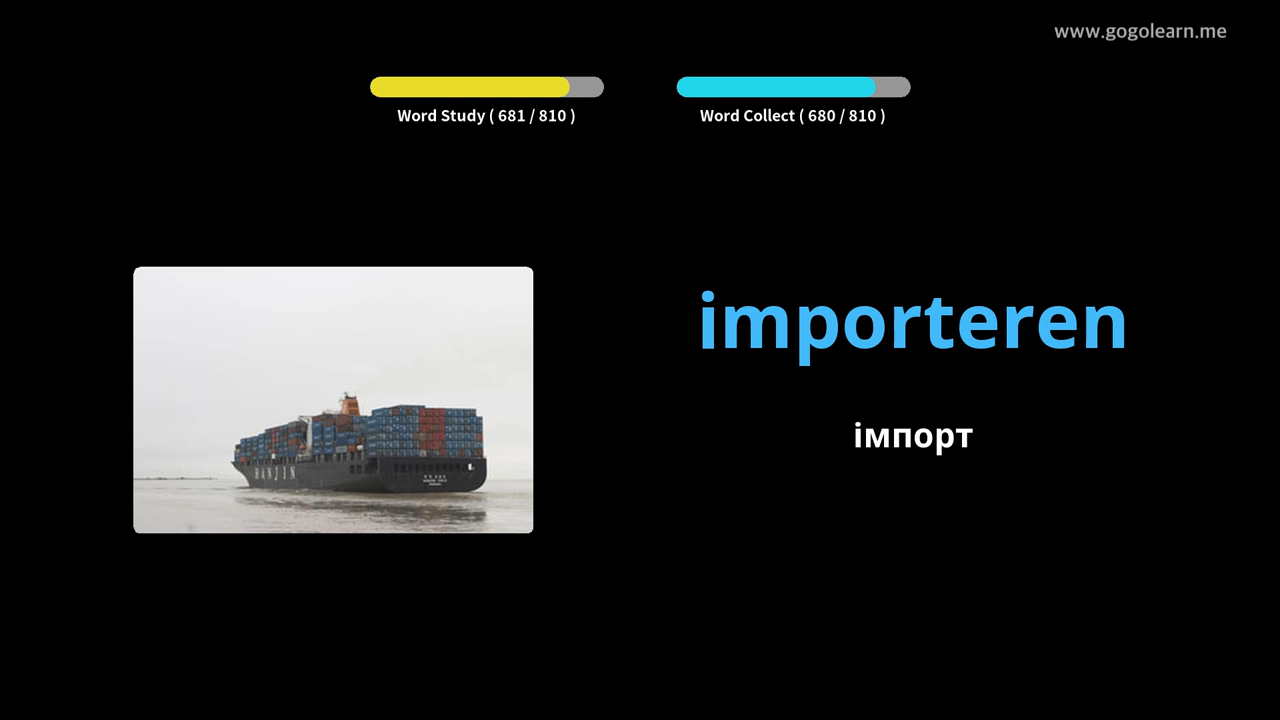 www.gogolearn.me
Word Study ( 681 / 810 )
Word Collect ( 680 / 810 )
importeren
імпорт
HANJIN